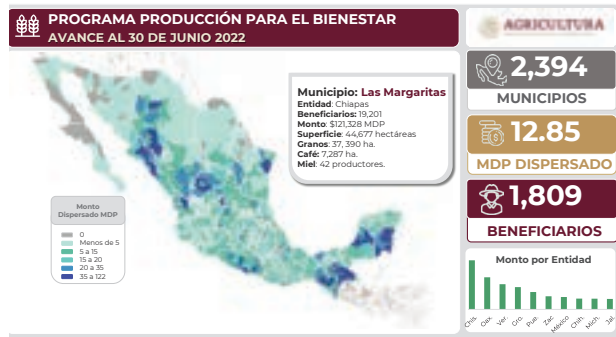 PROGRAMA PRODUCCIÓN PARA EL BIENESTAR
AVANCE AL 30 DE JUNIO 2022
AGRICULTURA
Municipio: Las Margaritas
Entidad: Chiapas
Beneficiarios: 19,201
Monto: $121,328 MDP
Superficie: 44,677 hectáreas
Granos: 37, 390 ha.
Café: 7,287 ha.
Miel: 42 productores.
2,394
MUNICIPIOS
12.85
MDP DISPERSADO
1,809
BENEFICIARIOS
Monto
Dispersado MDP
0
Menos de 5
5 a 15
15 a 20
20 a 35
35 a 122
Monto por Entidad
Chis.
Oax.
Ver.
Gro.
Pue.
Zac
México
Chih.
Mich.
Jal.